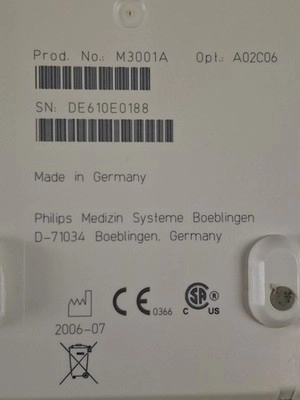 Prod. No.: M3001A Opt.: A02C06
SN: DE610E0188
Made in Germany
Philips Medizin Systeme Boeblingen
D-71034 Boeblingen, Germany
CE 0366
CSA ®
C US
2006-07